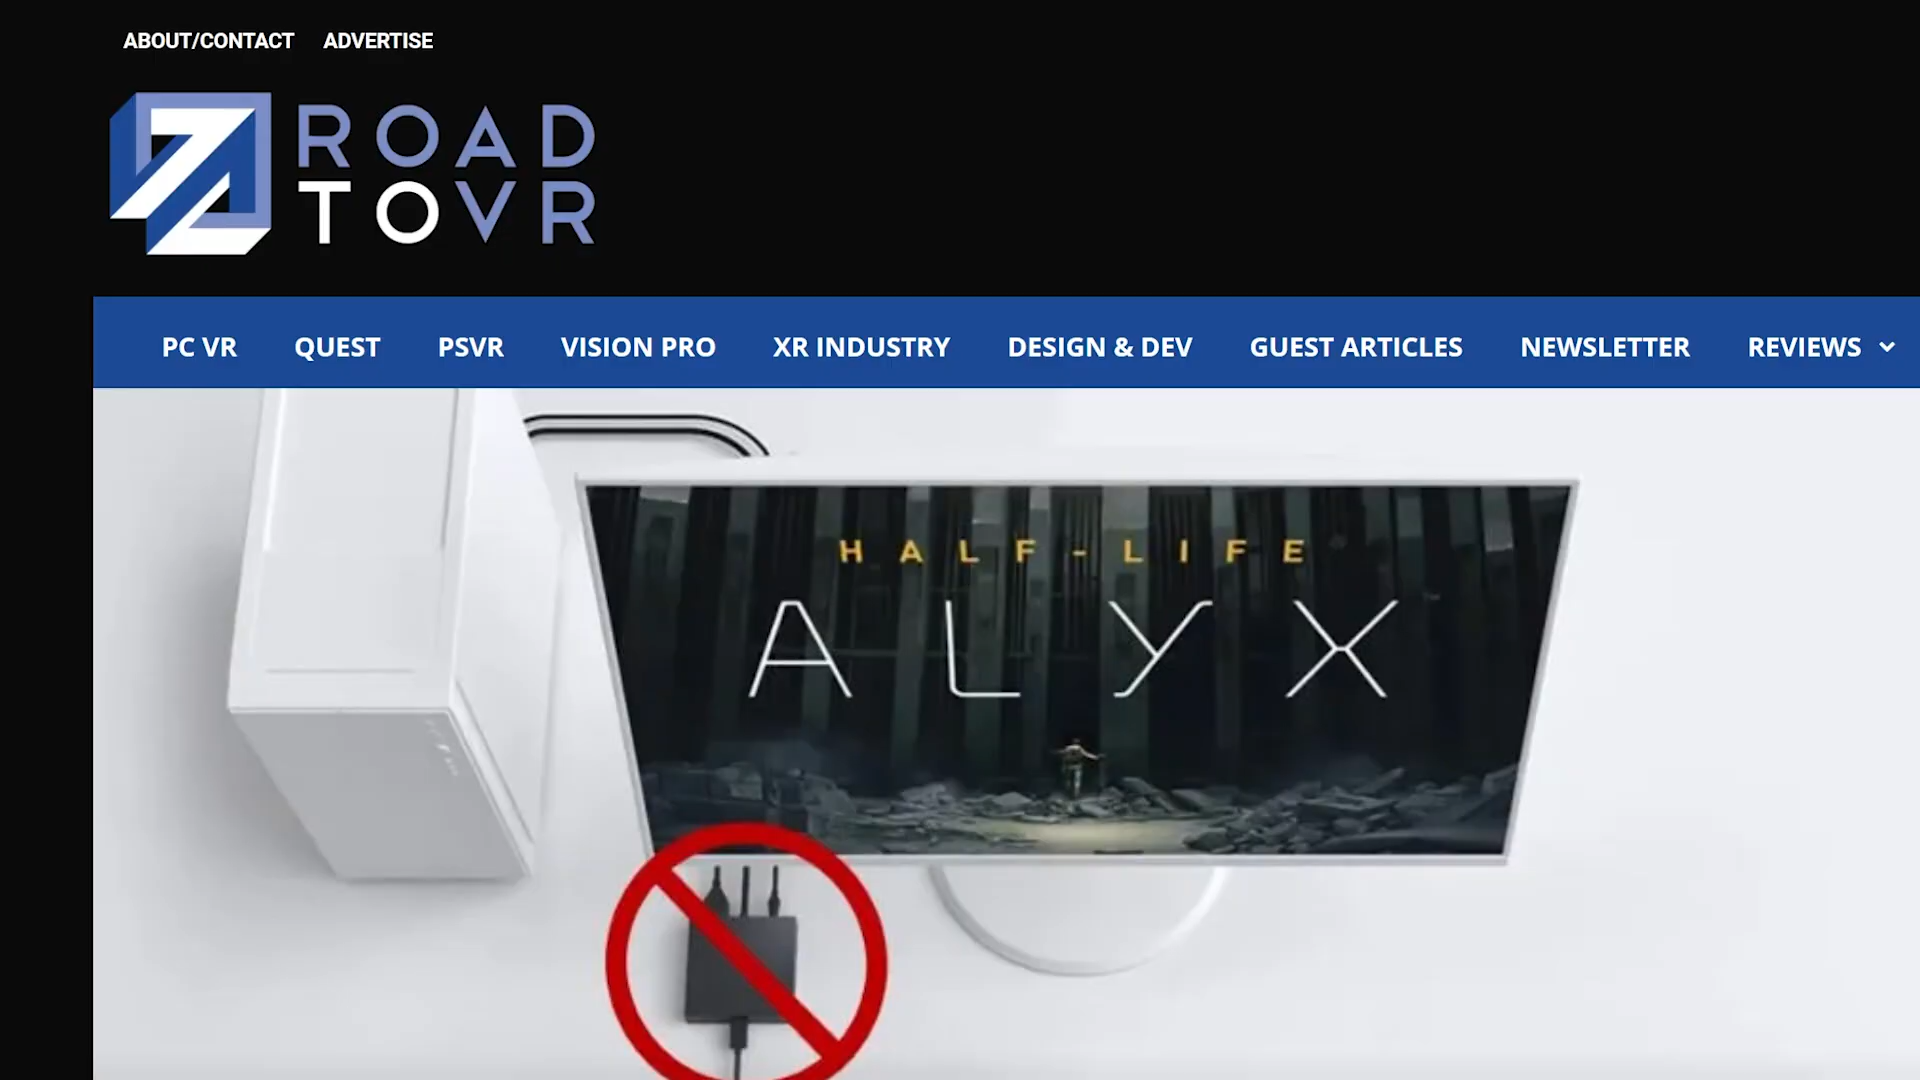 ABOUT/CONTACT ADVERTISE
ROAD
TOVR
PC VR QUEST PSVR VISION PRO XR INDUSTRY DESIGN & DEV GUEST ARTICLES NEWSLETTER REVIEWS
HALF-LIFE
ALYX